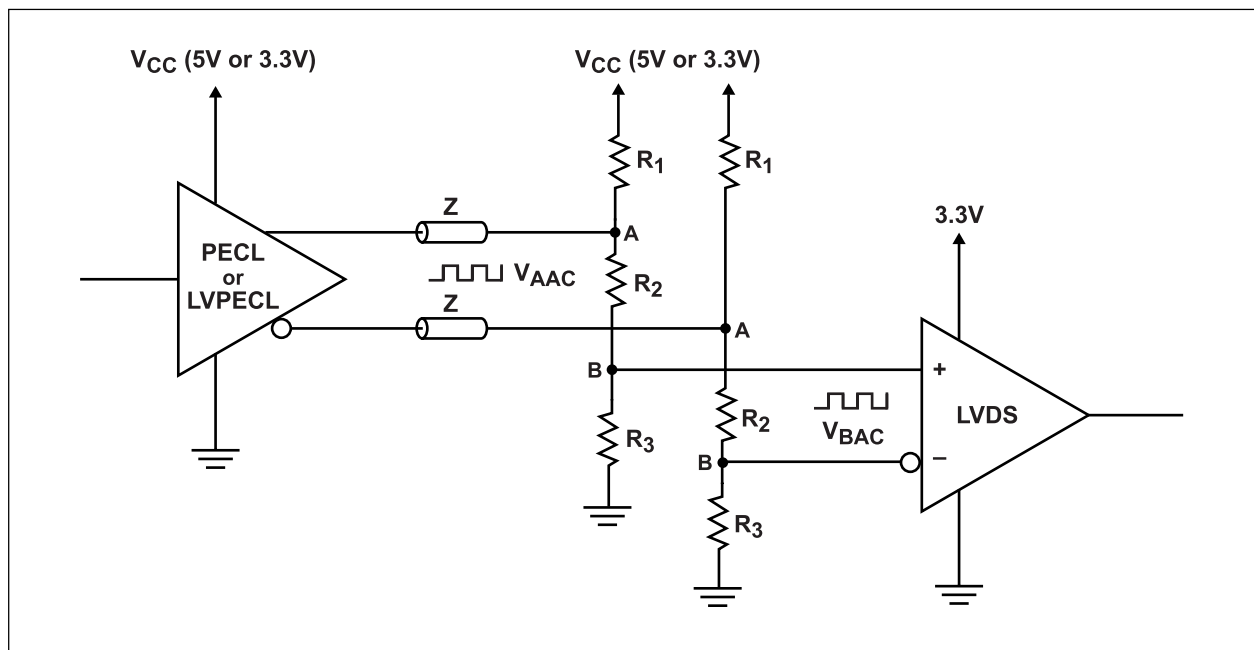 VCC (5V or 3.3V)
VCC (5V or 3.3V)
R1
R1
Z
A
3.3V
PECL
or
LVPECL
VAAC
R2
Z
A
B
+
R2
VBAC
LVDS
R3
B
−
R3